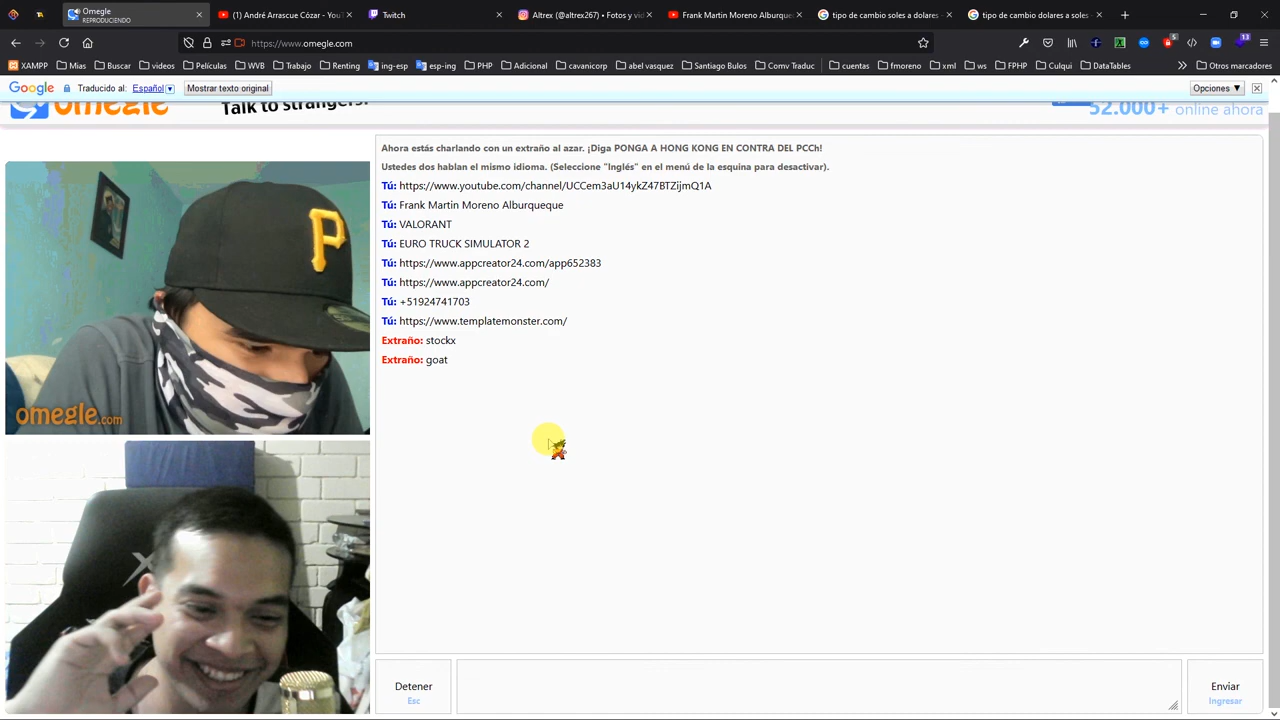 Omegle
REPRODUCIENDO
(1) André Arrascue Cózar - YouT
Twitch
Altrex (@altrex267) • Fotos y vid
Frank Martin Moreno Alburquec
tipo de cambio soles a dolares -
tipo de cambio dolares a soles -
https://www.omegle.com
5
13
XAMPP
Mias
Buscar
videos
Películas
WVB
Trabajo
Renting
ing-esp
esp-ing
PHP
Adicional
cavanicorp
abel vasquez
Santiago Bulos
Comv Traduc
cuentas
fmoreno
xml
ws
FPHP
Culqui
DataTables
Otros marcadores
Google
Traducido al:
Español
Mostrar texto original
Opciones ▼
omegle
Talk to strangers!
52.000+ online ahora
Ahora estás charlando con un extraño al azar. ¡Diga PONGA A HONG KONG EN CONTRA DEL PCCh!
Ustedes dos hablan el mismo idioma. (Seleccione "Inglés" en el menú de la esquina para desactivar).
Tú: https://www.youtube.com/channel/UCCem3aU14ykZ47BTZijmQ1A
Tú: Frank Martin Moreno Alburqueque
Tú: VALORANT
Tú: EURO TRUCK SIMULATOR 2
Tú: https://www.appcreator24.com/app652383
Tú: https://www.appcreator24.com/
Tú: +51924741703
Tú: https://www.templatemonster.com/
Extraño: stockx
Extraño: goat
P
omegle.com
Detener
Esc
Enviar
Ingresar